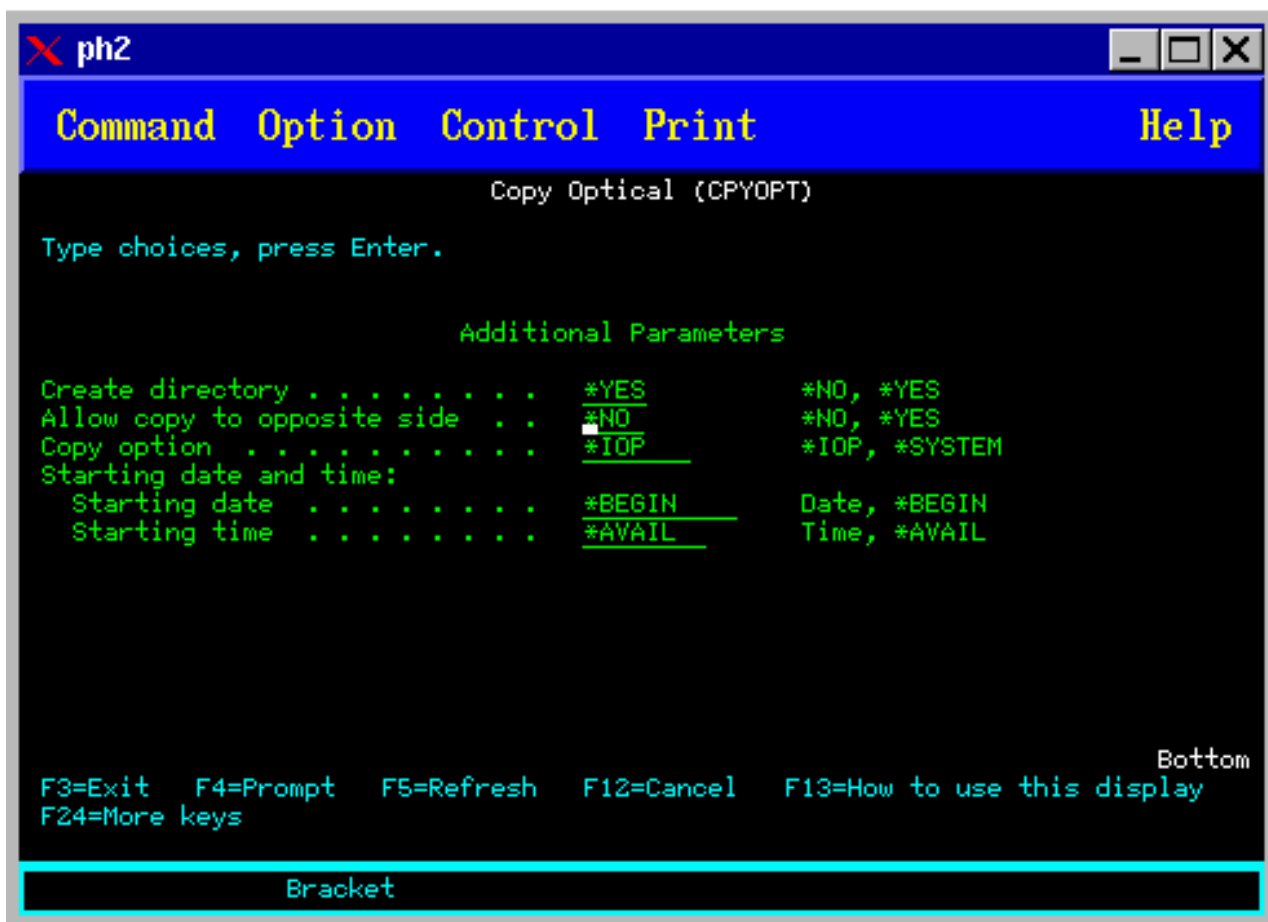 ph2
Command Option Control Print Help
Copy Optical (CPYOPT)
Type choices, press Enter.
Additional Parameters
Create directory . . . . . . . . *YES *NO, *YES
Allow copy to opposite side . . *NO *NO, *YES
Copy option . . . . . . . . . . *IOP *IOP, *SYSTEM
Starting date and time:
Starting date . . . . . . . . *BEGIN Date, *BEGIN
Starting time . . . . . . . . *AVAIL Time, *AVAIL
Bottom
F3=Exit F4=Prompt F5=Refresh F12=Cancel F13=How to use this display
F24=More keys
Bracket